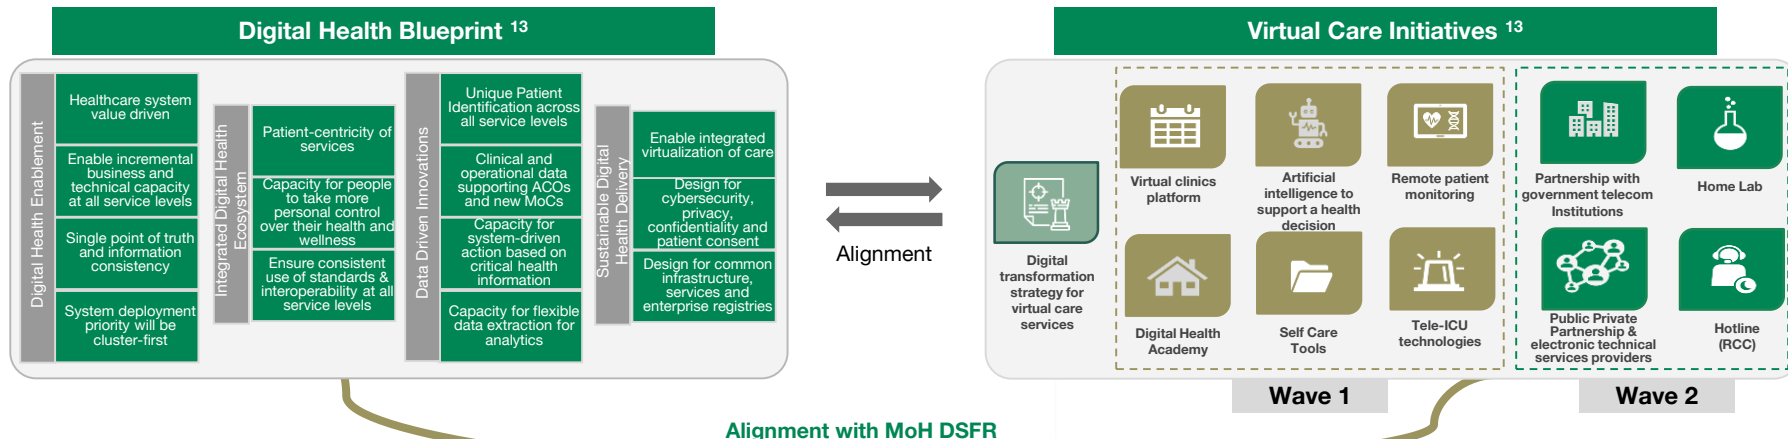 Digital Health Blueprint 13
Digital Health Enablement
Healthcare system
value driven
Enable incremental
business and
technical capacity
at all service levels
Single point of truth
and information
consistency
System deployment
priority will be
cluster-first
Integrated Digital Health
Ecosystem
Patient-centricity of
services
Capacity for people
to take more
personal control
over their health and
wellness
Ensure consistent
use of standards &
interoperability at all
service levels
Data Driven Innovations
Unique Patient
Identification across
all service levels
Clinical and
operational data
supporting ACOs
and new MoCs
Capacity for
system-driven
action based on
critical health
information
Capacity for flexible
data extraction for
analytics
Sustainable Digital
Health Delivery
Enable integrated
virtualization of care
Design for
cybersecurity,
privacy,
confidentiality and
patient consent
Design for common
infrastructure,
services and
enterprise registries
Alignment
Virtual Care Initiatives 13
Digital
transformation
strategy for
virtual care
services
Virtual clinics
platform
Artificial
intelligence to
support a health
decision
Remote patient
monitoring
Digital Health
Academy
Self Care
Tools
Tele-ICU
technologies
Wave 1
Partnership with
government telecom
Institutions
Home Lab
Public Private
Partnership &
electronic technical
services providers
Hotline
(RCC)
Wave 2
Alignment with MoH DSFR